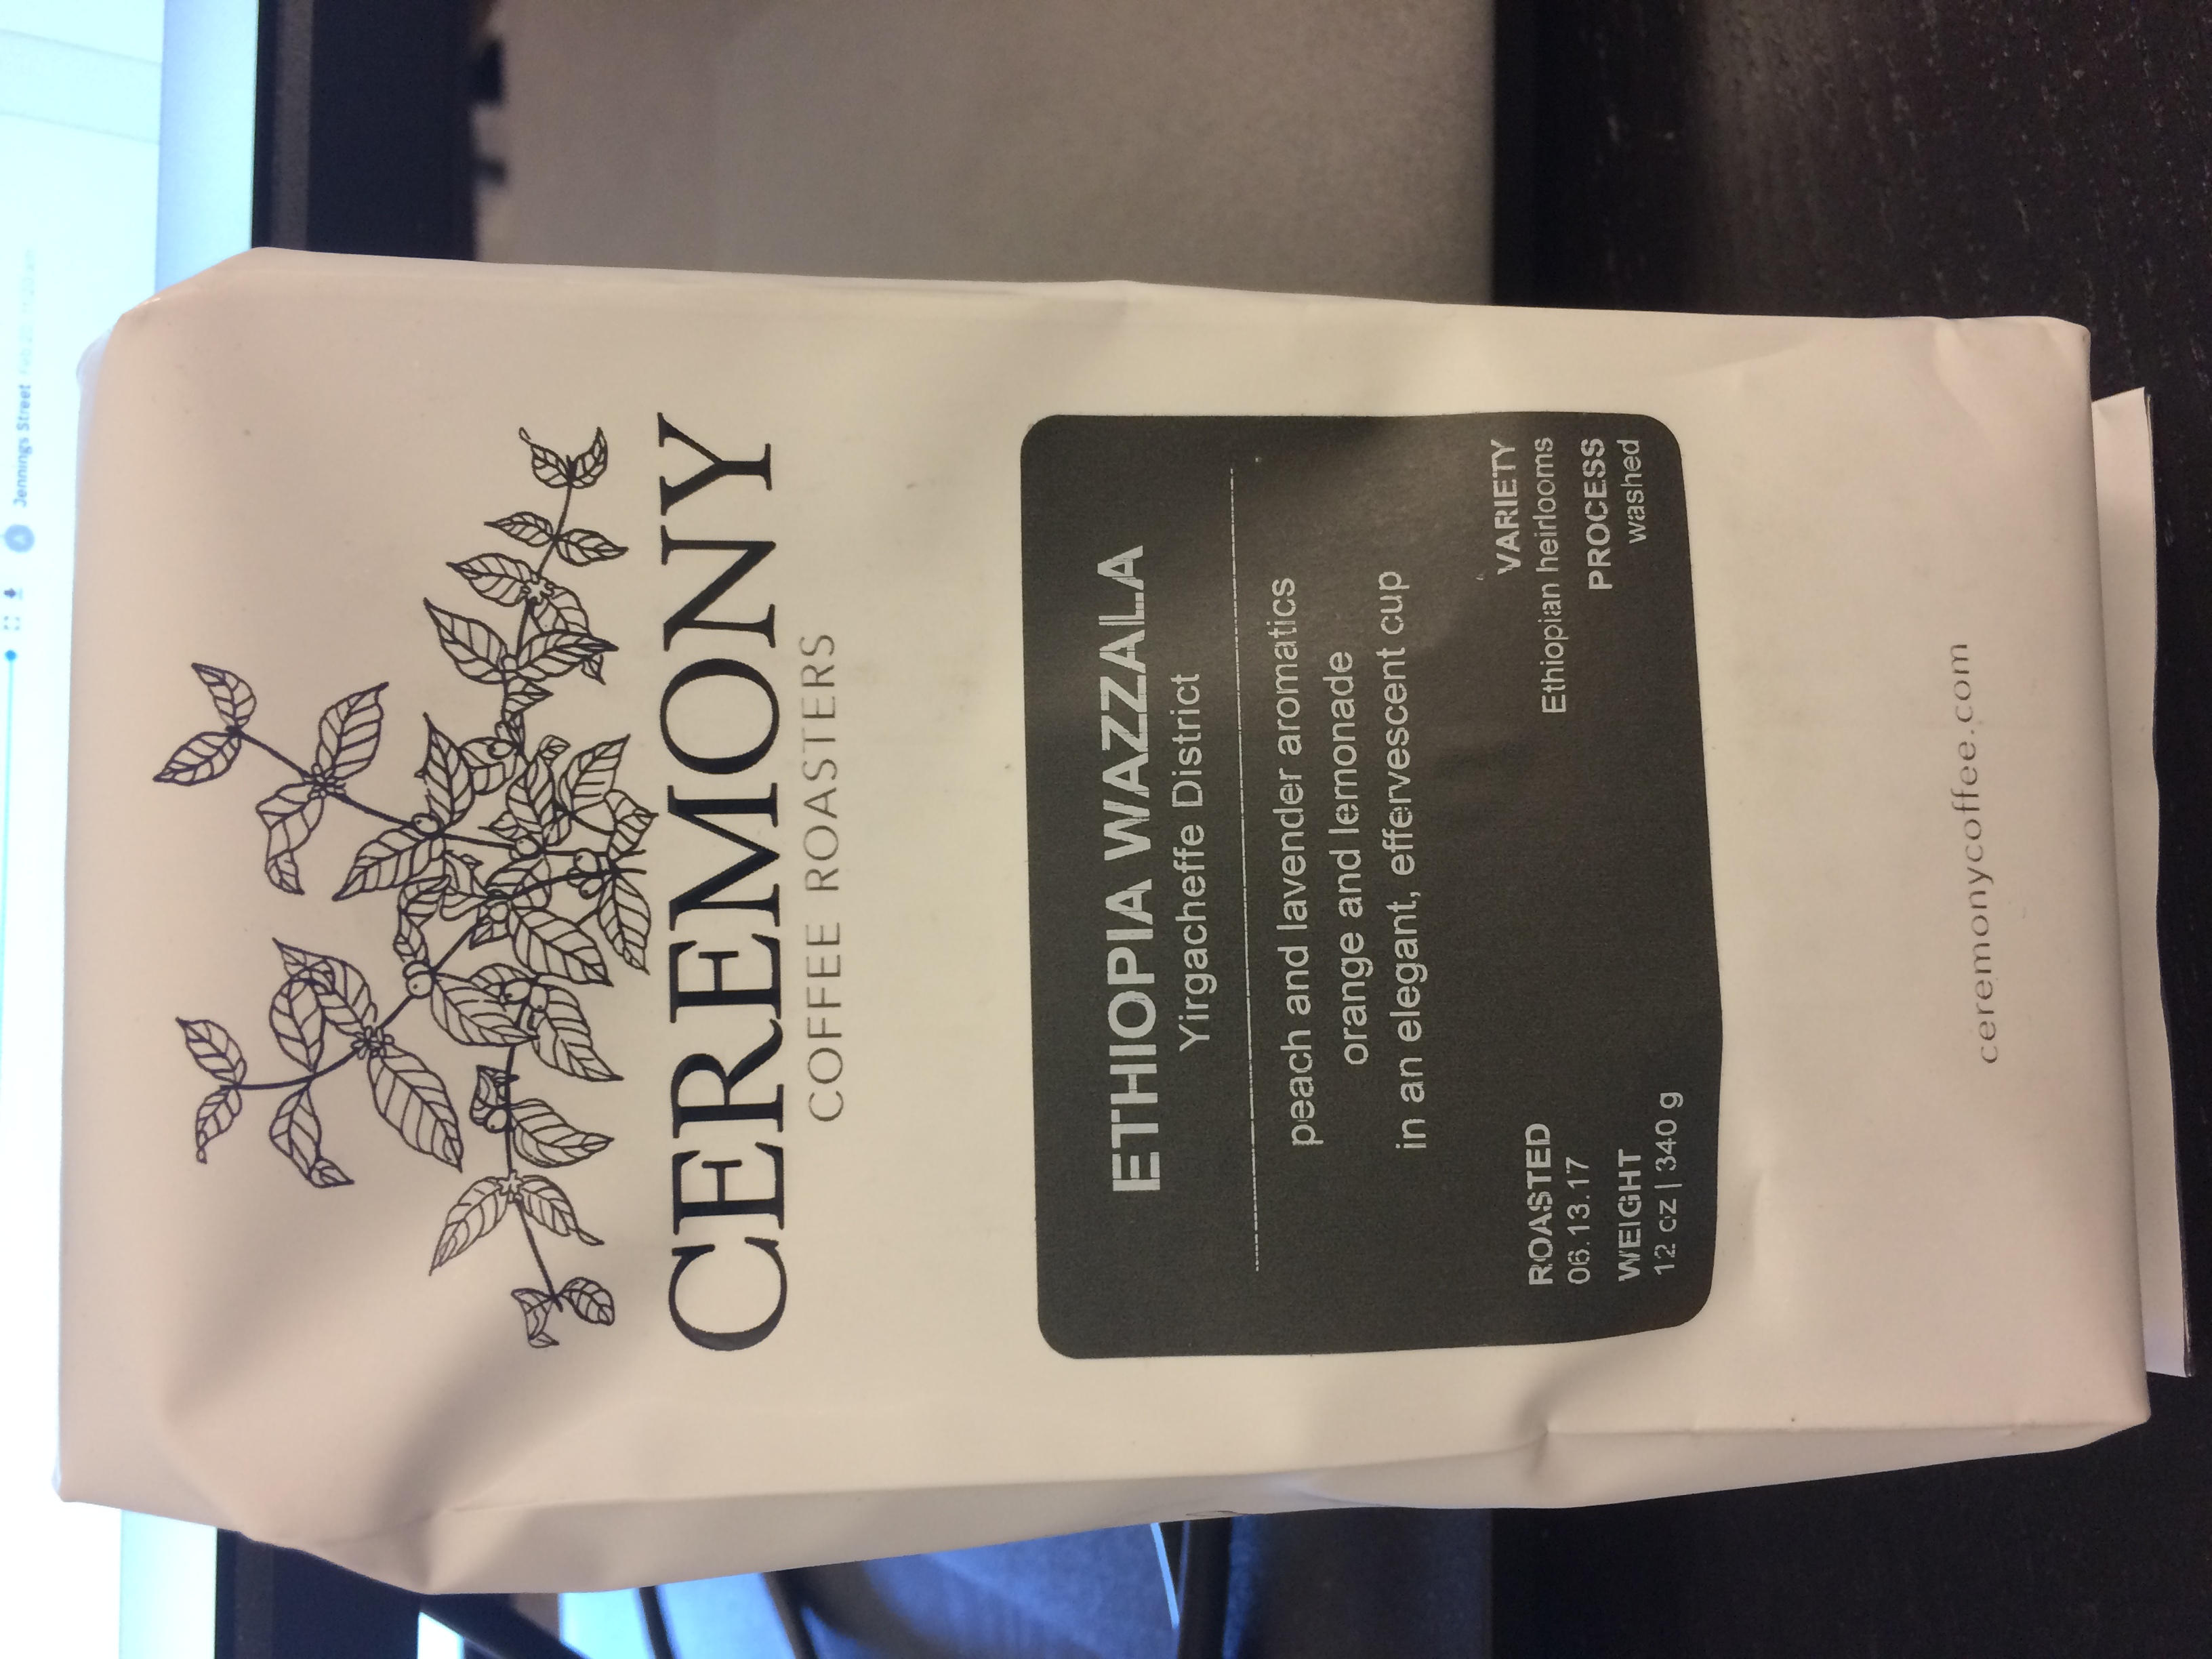 Jennings Street
CEREMONY
COFFEE ROASTERS
ETHIOPIA WAZZALA
Yirgacheffe District
peach and lavender aromatics
orange and lemonade
in an elegant, effervescent cup
ROASTED
06.13.17
WEIGHT
12 oz | 340 g
VARIETY
Ethiopian heirlooms
PROCESS
washed
ceremonycoffee.com